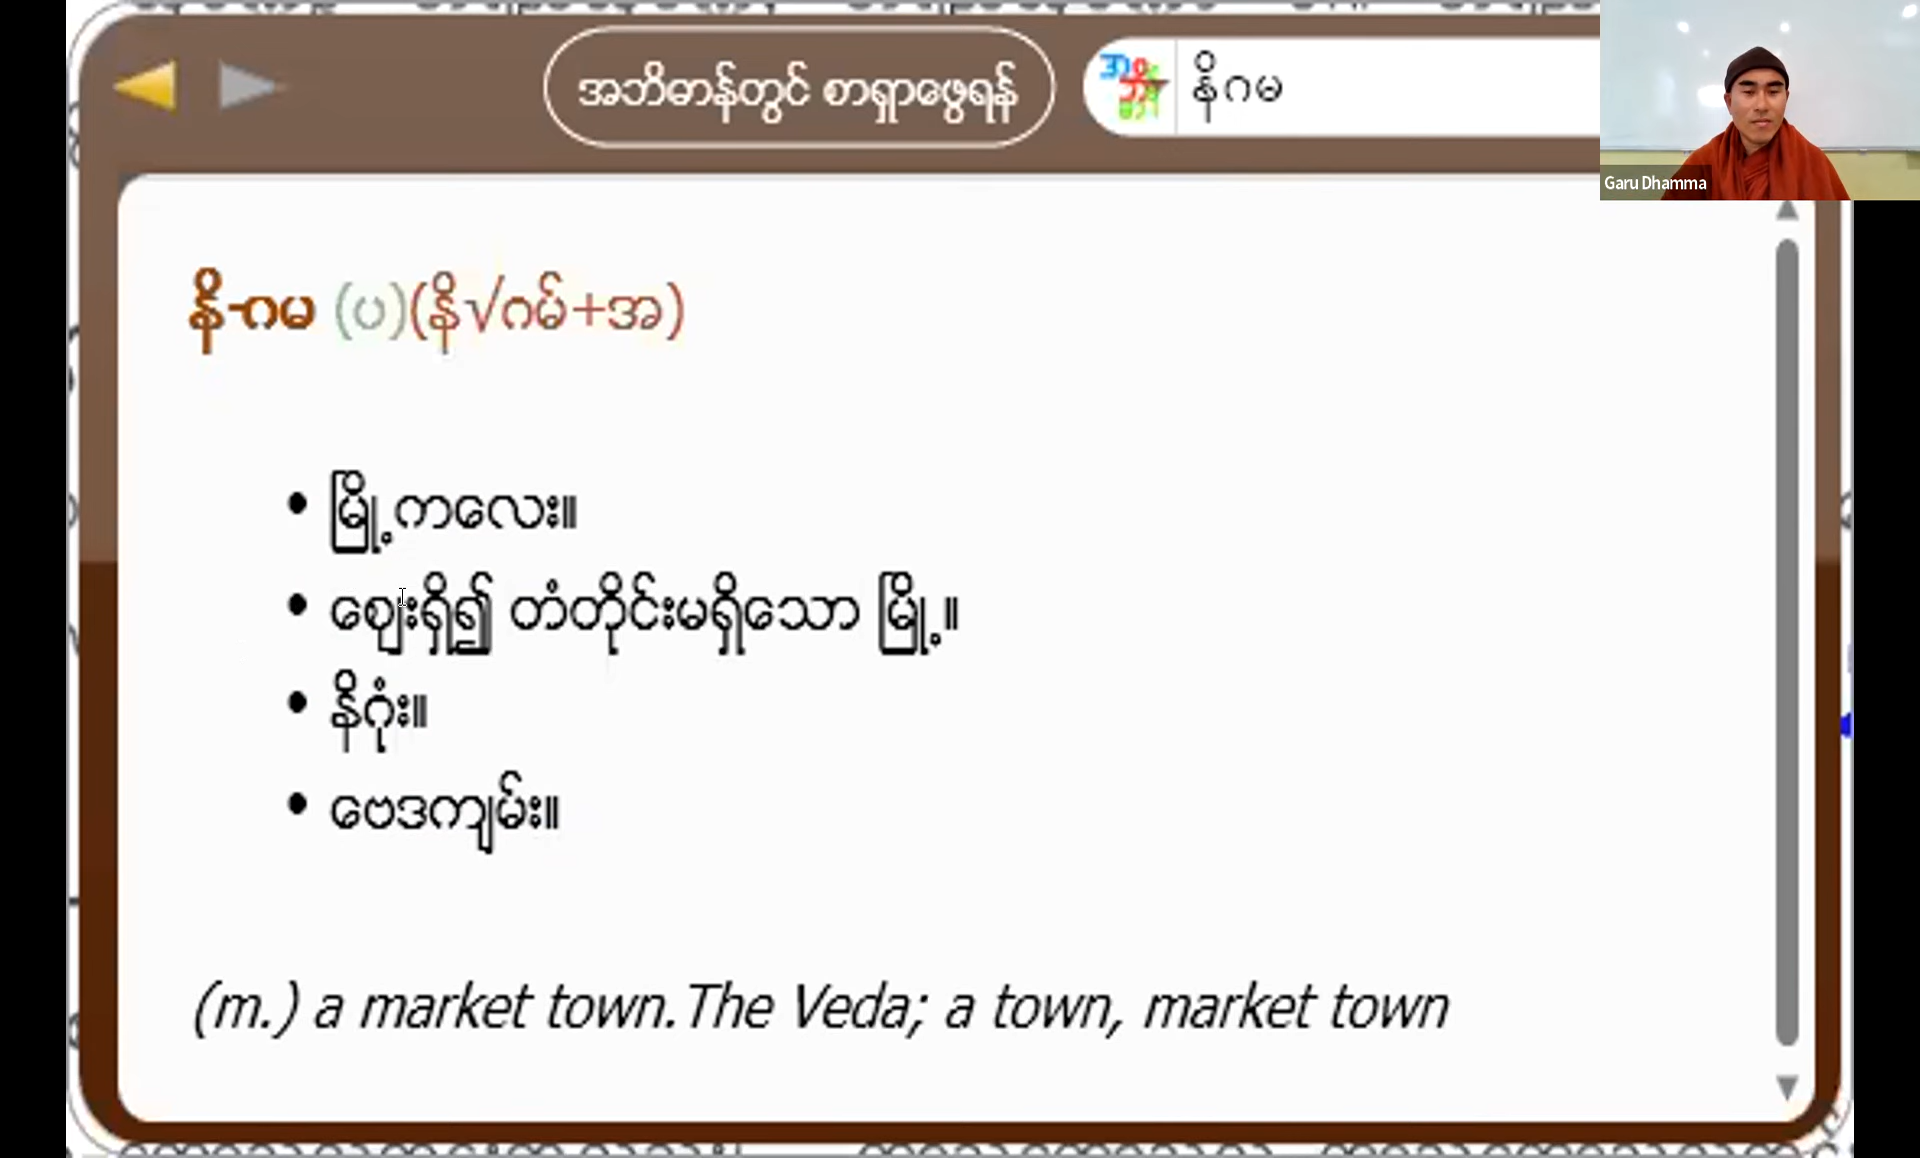 အဘိဓာန်တွင် စာရှာဖွေရန်
နိဂမ
Garu Dhamma
နိ-ဂမ (ပ)(နိ√ဂမ်+အ)
• မြို့ကလေး။
• ဈေးရှိ၍ တံတိုင်းမရှိသော မြို့။
• နိဂုံး။
• ဗေဒကျမ်း။
(m.) a market town.The Veda; a town, market town